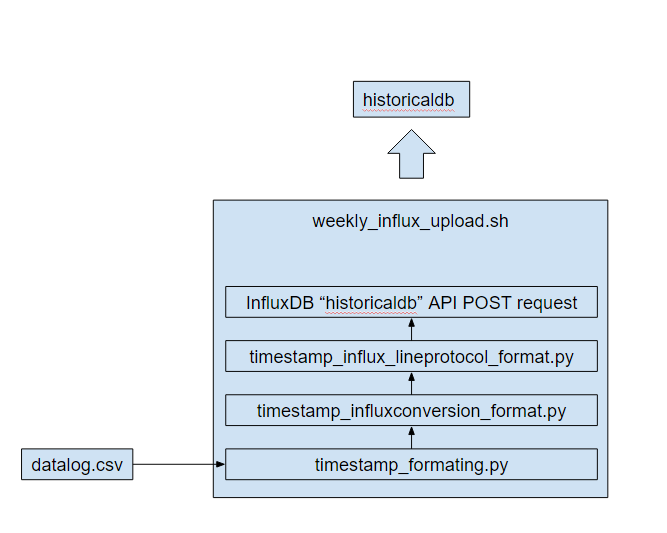 historicaldb
weekly_influx_upload.sh
InfluxDB “historicaldb” API POST request
timestamp_influx_lineprotocol_format.py
timestamp_influxconversion_format.py
datalog.csv
timestamp_formating.py